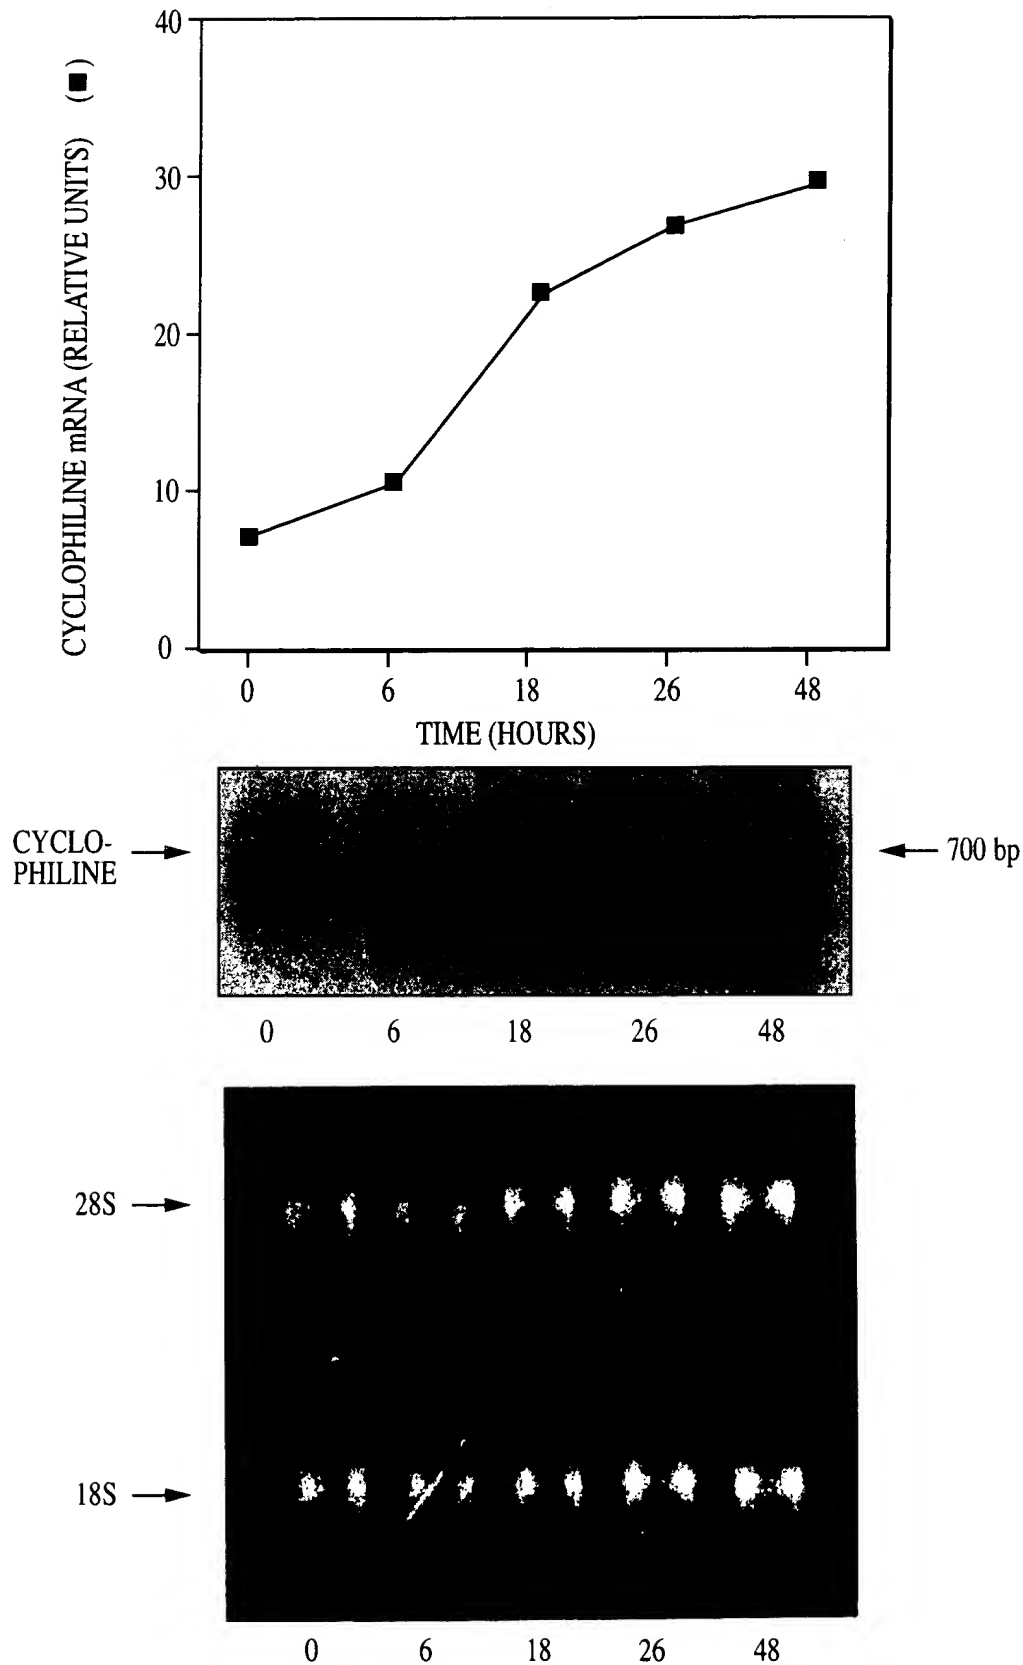 40
30
20
10
0
CYCLOPHILINE mRNA (RELATIVE UNITS) (■)
0 6 18 26 48
TIME (HOURS)
CYCLO-
PHILINE
700 bp
0 6 18 26 48
28S
18S
0 6 18 26 48